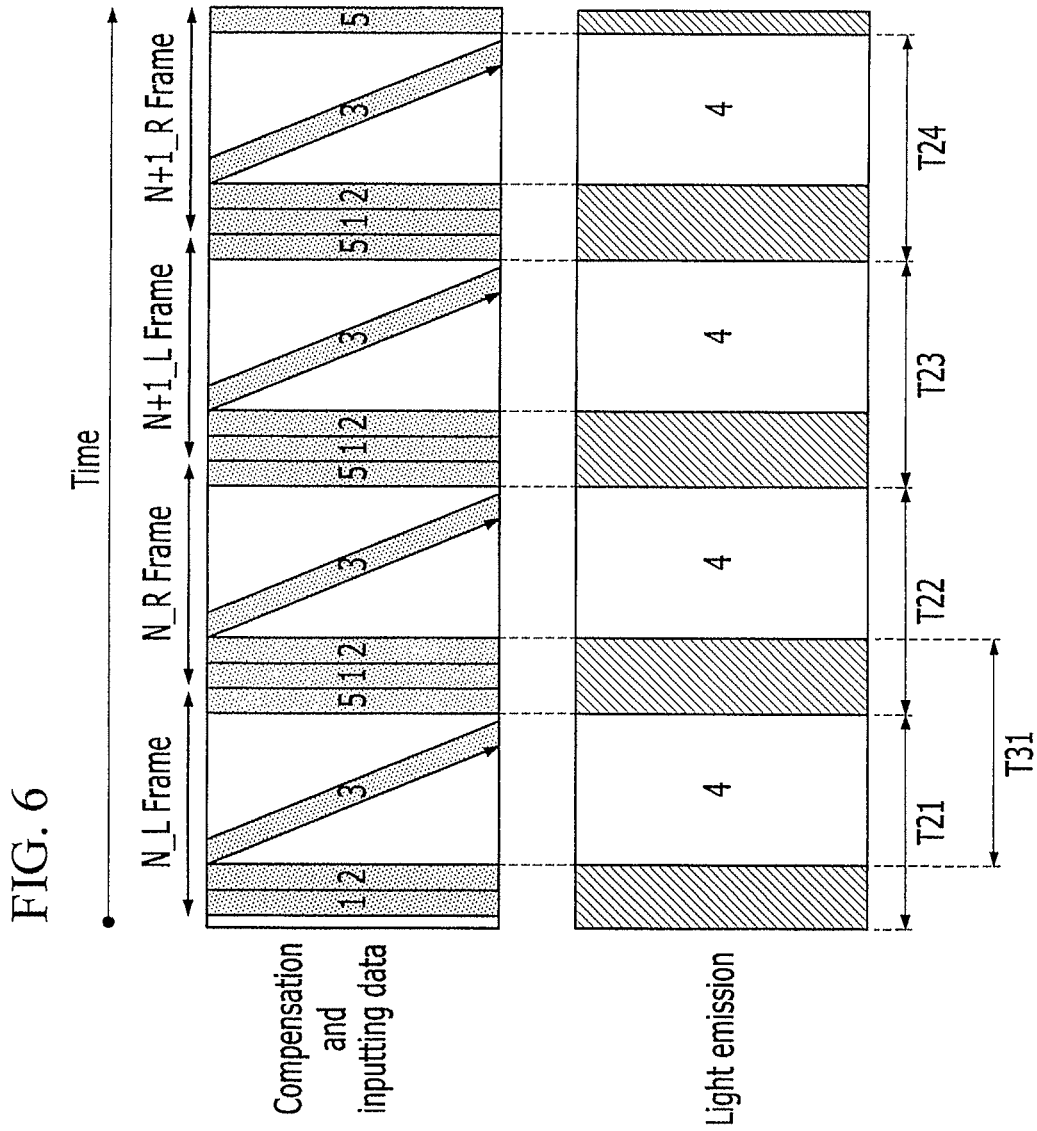 FIG. 6
Time
N_L Frame
N_R Frame
N+1_L Frame
N+1_R Frame
Compensation
and
inputting data
1 2 3 5 1 2 3 5 1 2 3 5 1 2 3 5
Light emission
4 4 4 4
T21
T22
T23
T24
T31